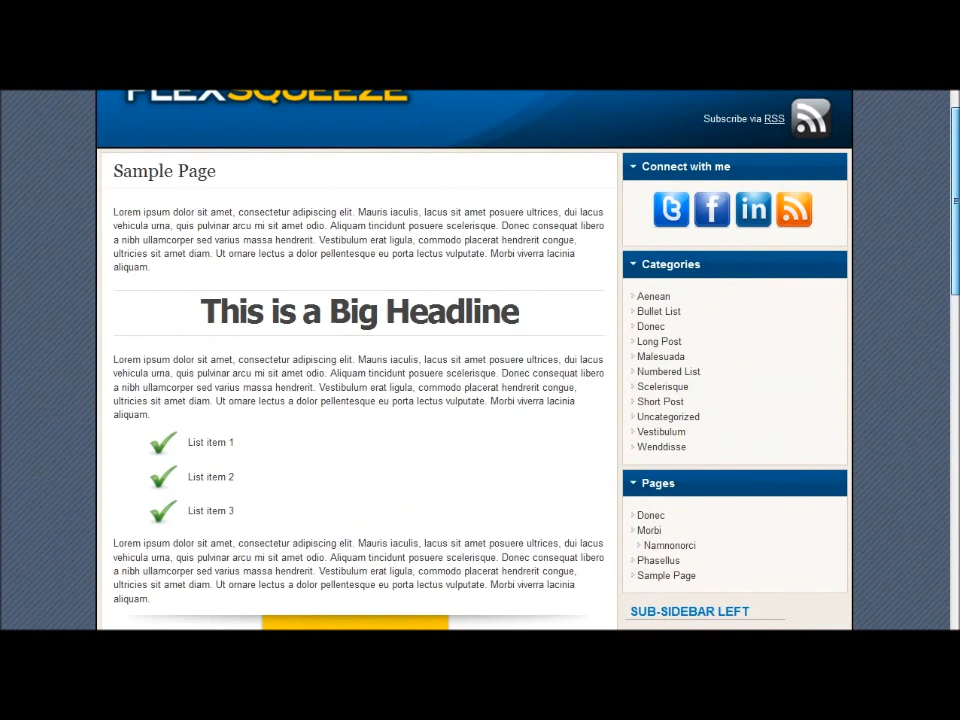 FLEXSQUEEZE
Subscribe via RSS
Sample Page
Lorem ipsum dolor sit amet, consectetur adipiscing elit. Mauris iaculis, lacus sit amet posuere ultrices, dui lacus
vehicula urna, quis pulvinar arcu mi sit amet odio. Aliquam tincidunt posuere scelerisque. Donec consequat libero
a nibh ullamcorper sed varius massa hendrerit. Vestibulum erat ligula, commodo placerat hendrerit congue,
ultricies sit amet diam. Ut ornare lectus a dolor pellentesque eu porta lectus vulputate. Morbi viverra lacinia
aliquam.
This is a Big Headline
Lorem ipsum dolor sit amet, consectetur adipiscing elit. Mauris iaculis, lacus sit amet posuere ultrices, dui lacus
vehicula urna, quis pulvinar arcu mi sit amet odio. Aliquam tincidunt posuere scelerisque. Donec consequat libero
a nibh ullamcorper sed varius massa hendrerit. Vestibulum erat ligula, commodo placerat hendrerit congue,
ultricies sit amet diam. Ut ornare lectus a dolor pellentesque eu porta lectus vulputate. Morbi viverra lacinia
aliquam.
List item 1
List item 2
List item 3
Lorem ipsum dolor sit amet, consectetur adipiscing elit. Mauris iaculis, lacus sit amet posuere ultrices, dui lacus
vehicula urna, quis pulvinar arcu mi sit amet odio. Aliquam tincidunt posuere scelerisque. Donec consequat libero
a nibh ullamcorper sed varius massa hendrerit. Vestibulum erat ligula, commodo placerat hendrerit congue,
ultricies sit amet diam. Ut ornare lectus a dolor pellentesque eu porta lectus vulputate. Morbi viverra lacinia
aliquam.
Connect with me
t f in
Categories
Aenean
Bullet List
Donec
Long Post
Malesuada
Numbered List
Scelerisque
Short Post
Uncategorized
Vestibulum
Wenddisse
Pages
Donec
Morbi
Namnonorci
Phasellus
Sample Page
SUB-SIDEBAR LEFT